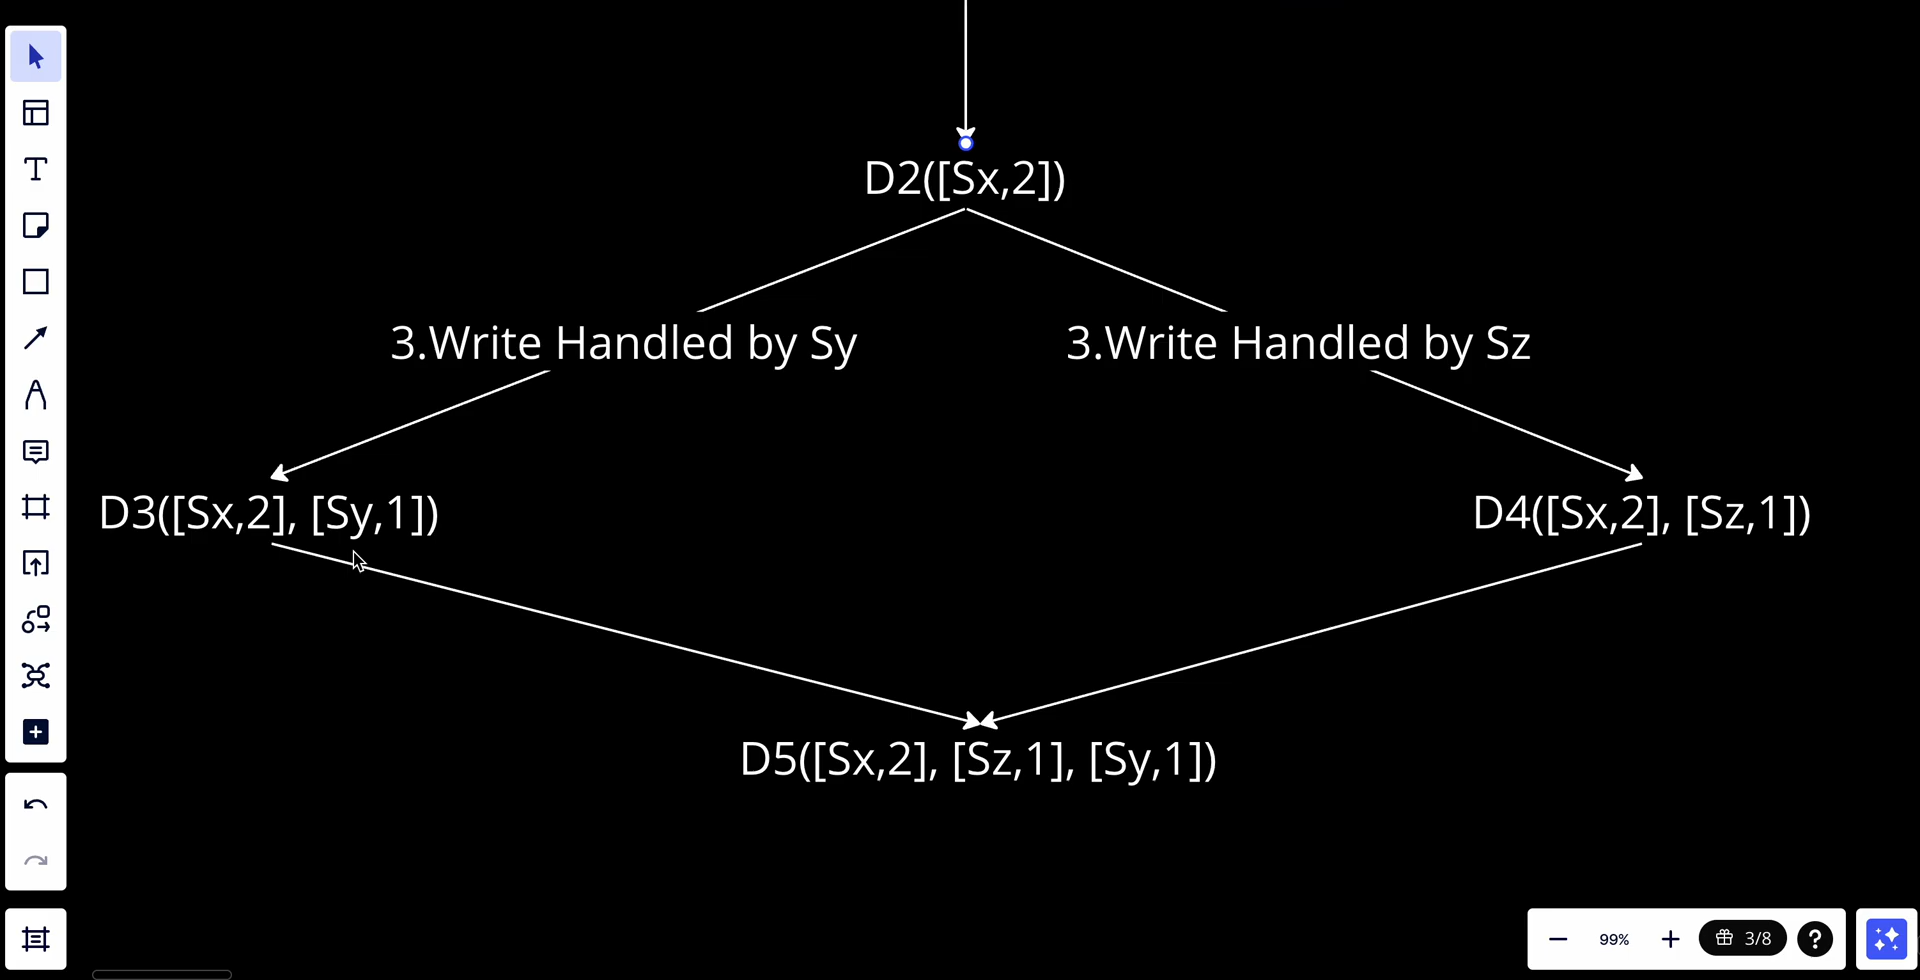 D2([Sx,2])
3.Write Handled by Sy
3.Write Handled by Sz
D3([Sx,2], [Sy,1])
D4([Sx,2], [Sz,1])
D5([Sx,2], [Sz,1], [Sy,1])
99%
3/8